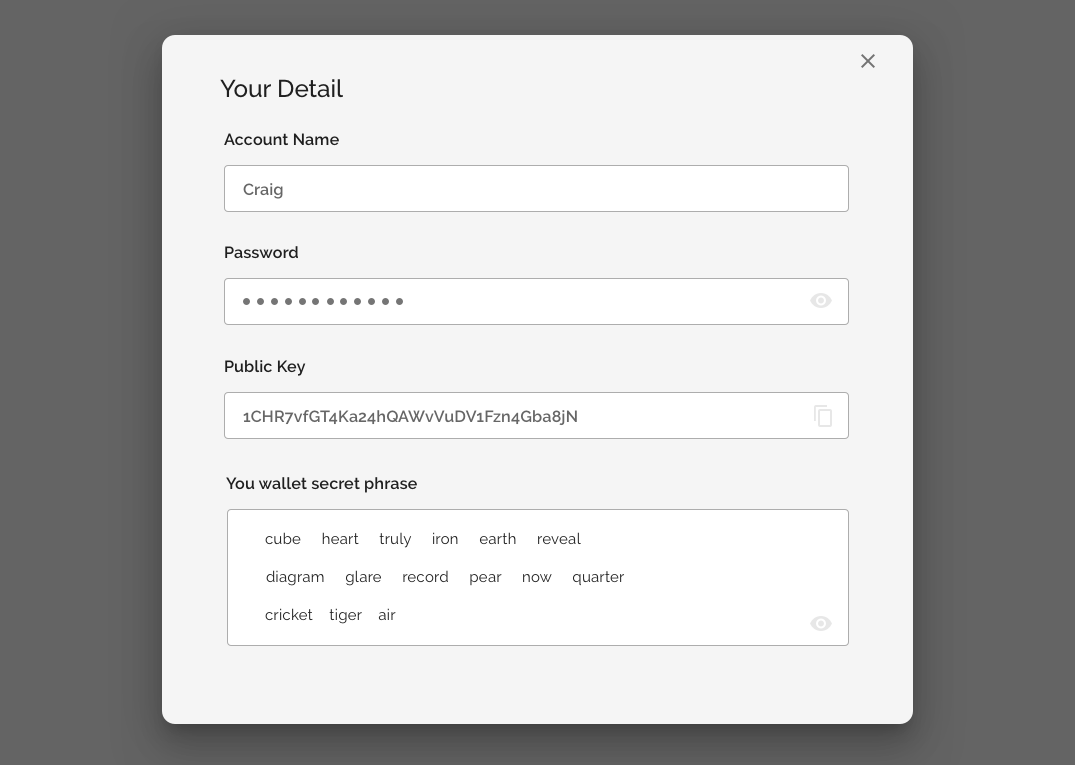 Your Detail
Account Name
Craig
Password
Public Key
1CHR7vfGT4Ka24hQAWvVuDV1Fzn4Gba8jN
You wallet secret phrase
cube heart truly iron earth reveal
diagram glare record pear now quarter
cricket tiger air